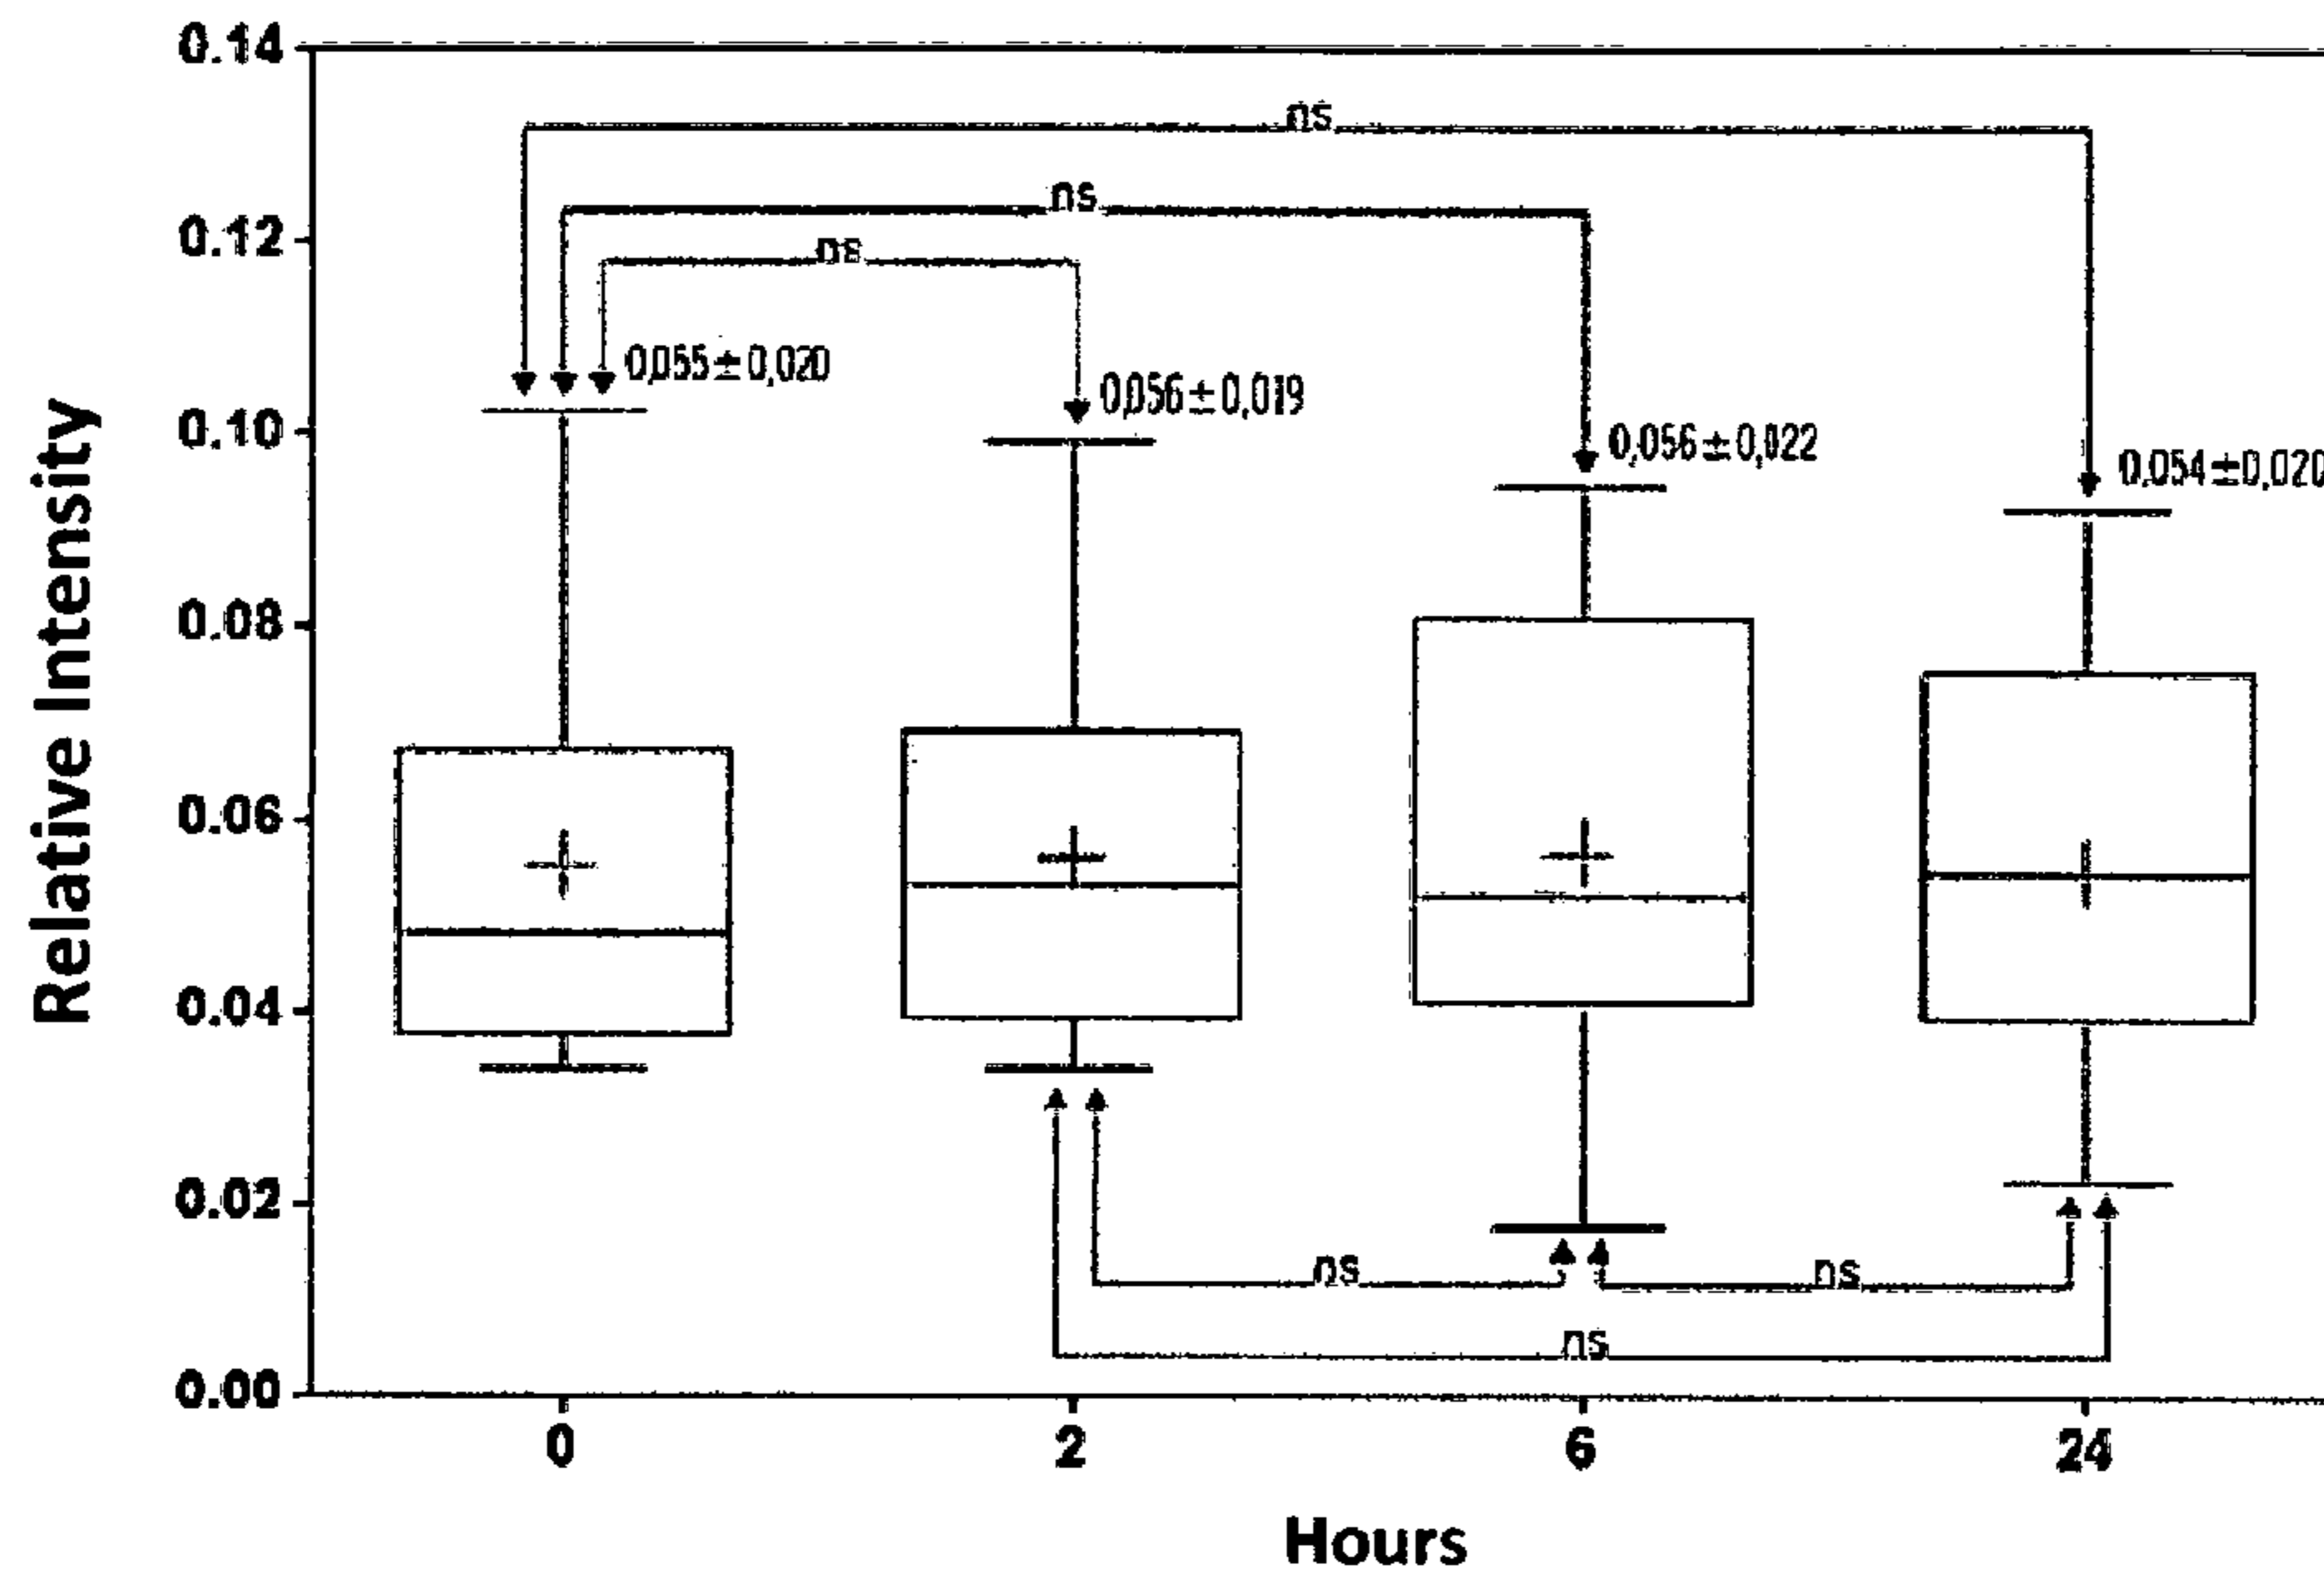 0.14
ns
ns
0.12
ns
0,055±0,020
0,056±0,019
0.10
0,056±0,022
0,054±0,020
0.08
0.06
0.04
0.02
ns
ns
ns
0.00
0
2
6
24
Relative Intensity
Hours